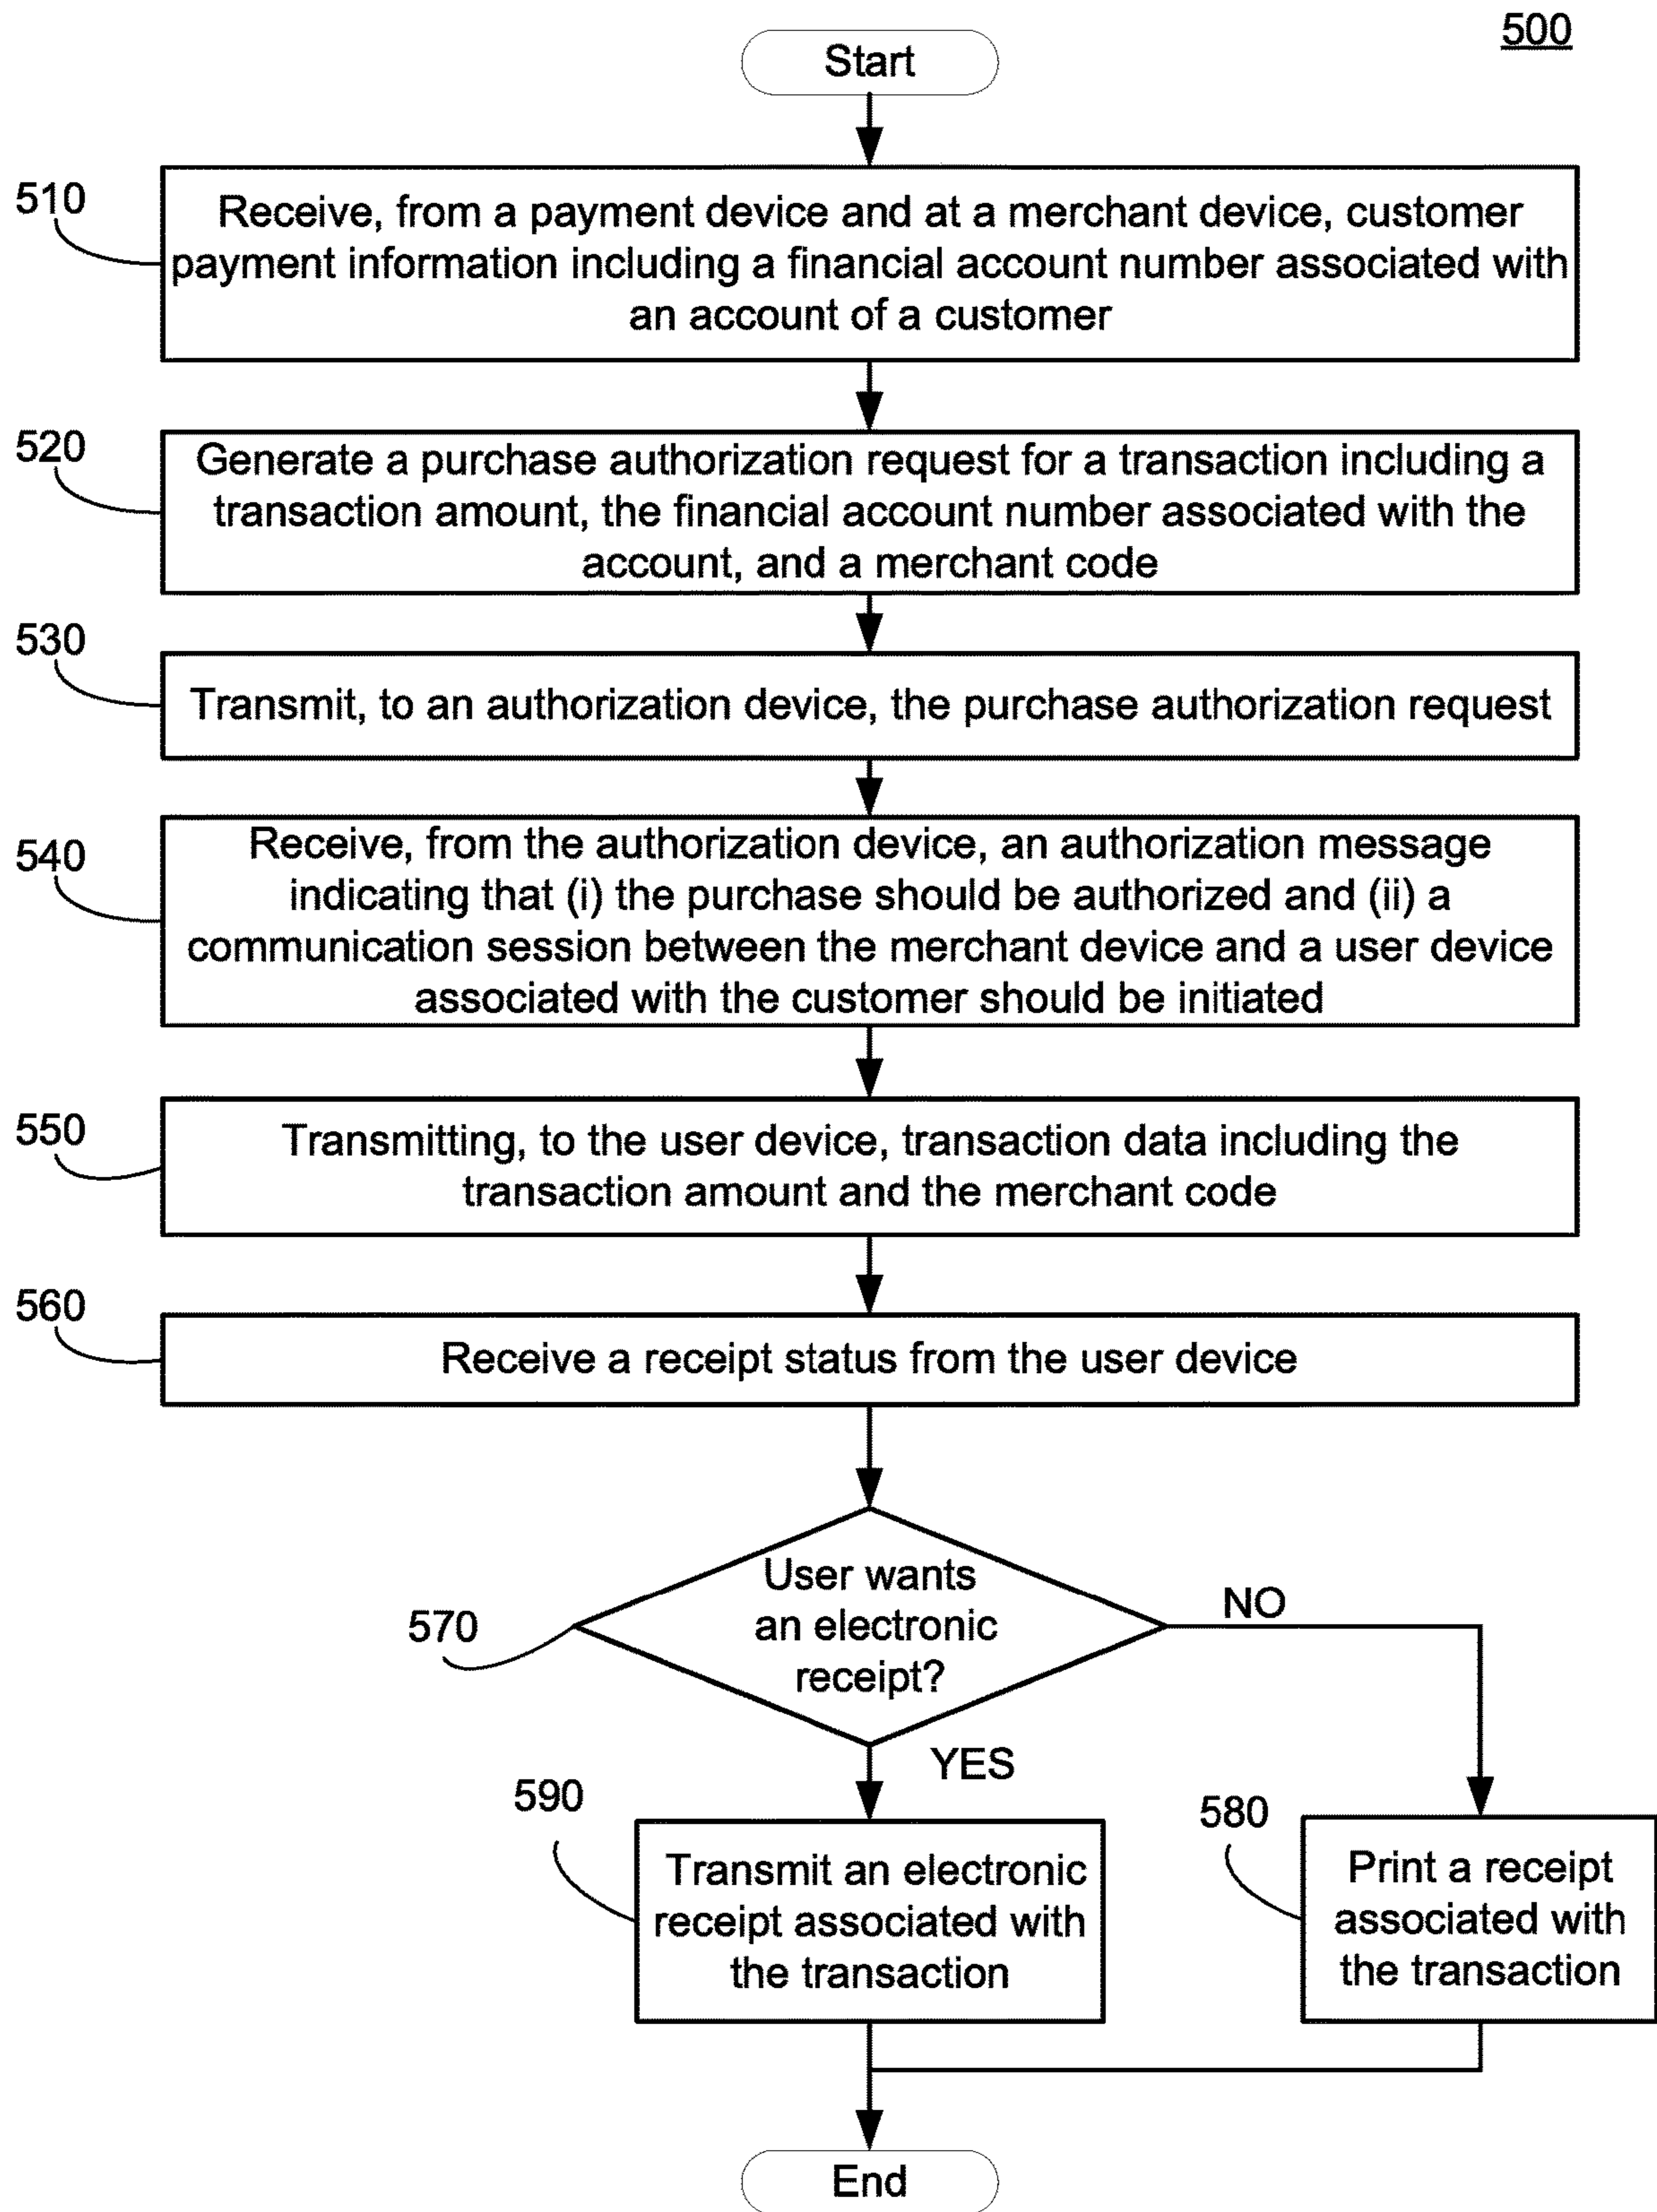 500
Start
510
Receive, from a payment device and at a merchant device, customer
payment information including a financial account number associated with
an account of a customer
520
Generate a purchase authorization request for a transaction including a
transaction amount, the financial account number associated with the
account, and a merchant code
530
Transmit, to an authorization device, the purchase authorization request
540
Receive, from the authorization device, an authorization message
indicating that (i) the purchase should be authorized and (ii) a
communication session between the merchant device and a user device
associated with the customer should be initiated
550
Transmitting, to the user device, transaction data including the
transaction amount and the merchant code
560
Receive a receipt status from the user device
570
User wants
an electronic
receipt?
NO
YES
590
Transmit an electronic
receipt associated with
the transaction
580
Print a receipt
associated with
the transaction
End